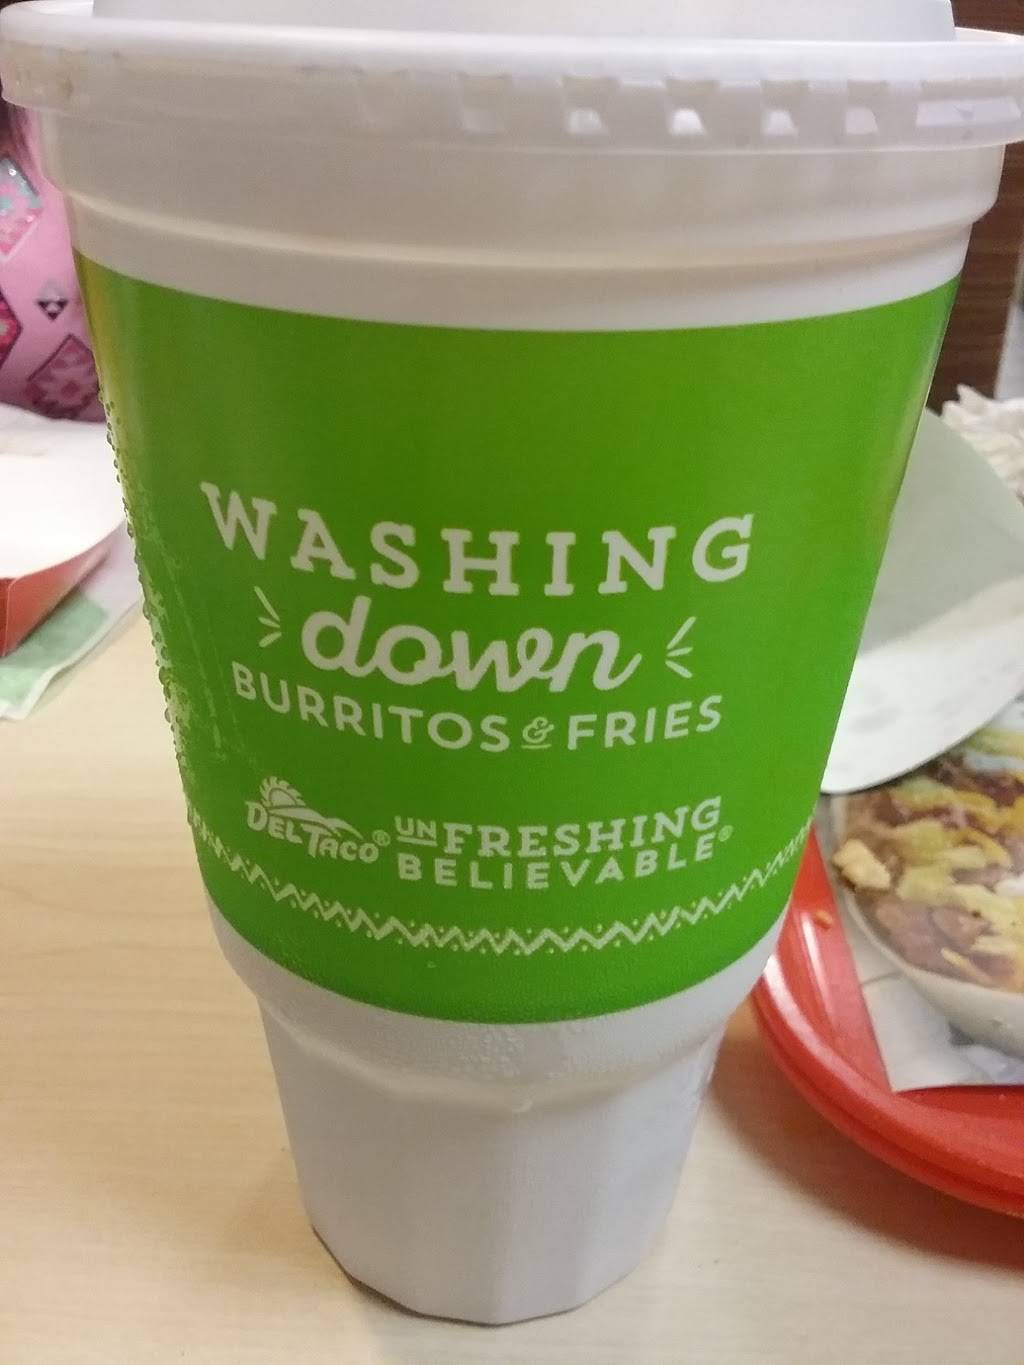 WASHING
down
BURRITOS & FRIES
DEL TACO® UNFRESHING
BELIEVABLE®